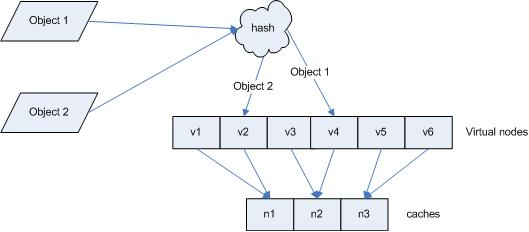 Object 1
hash
Object 1
Object 2
Object 2
v1 v2 v3 v4 v5 v6 Virtual nodes
n1 n2 n3 caches